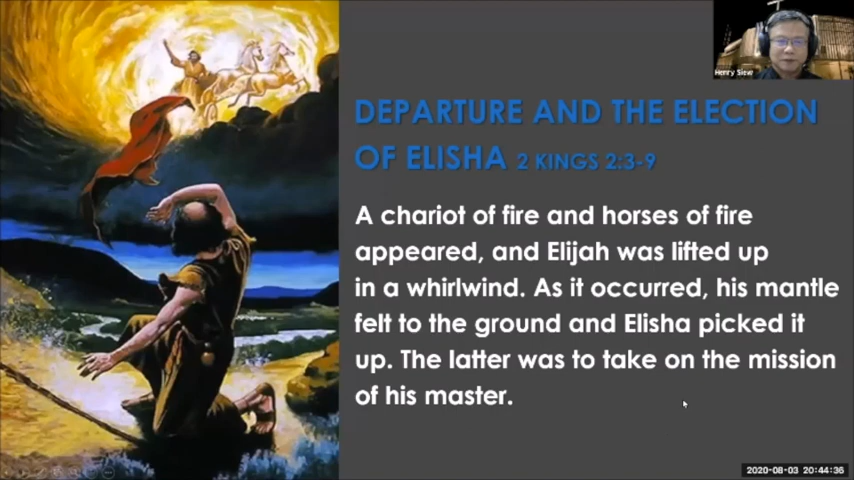 Henry Siew
DEPARTURE AND THE ELECTION
OF ELISHA 2 KINGS 2:3-9
A chariot of fire and horses of fire
appeared, and Elijah was lifted up
in a whirlwind. As it occurred, his mantle
felt to the ground and Elisha picked it
up. The latter was to take on the mission
of his master.
2020-08-03 20:44:36